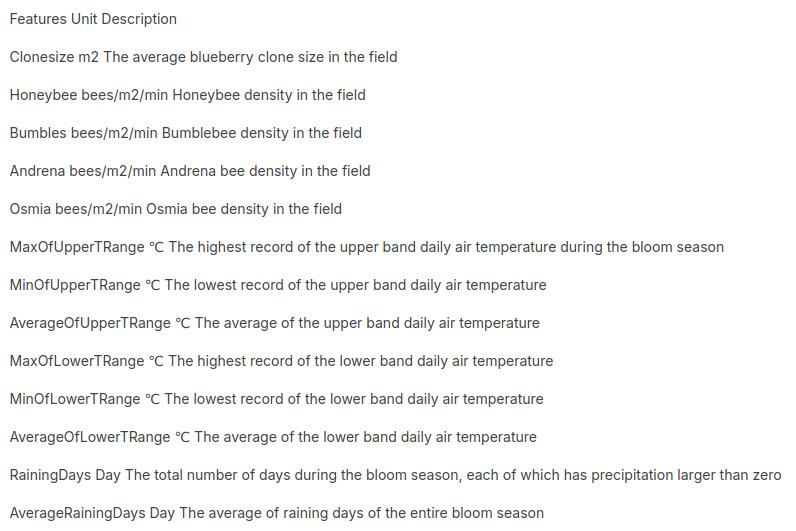 Features Unit Description
Clonesize m2 The average blueberry clone size in the field
Honeybee bees/m2/min Honeybee density in the field
Bumbles bees/m2/min Bumblebee density in the field
Andrena bees/m2/min Andrena bee density in the field
Osmia bees/m2/min Osmia bee density in the field
MaxOfUpperTRange ℃ The highest record of the upper band daily air temperature during the bloom season
MinOfUpperTRange ℃ The lowest record of the upper band daily air temperature
AverageOfUpperTRange ℃ The average of the upper band daily air temperature
MaxOfLowerTRange ℃ The highest record of the lower band daily air temperature
MinOfLowerTRange ℃ The lowest record of the lower band daily air temperature
AverageOfLowerTRange ℃ The average of the lower band daily air temperature
RainingDays Day The total number of days during the bloom season, each of which has precipitation larger than zero
AverageRainingDays Day The average of raining days of the entire bloom season